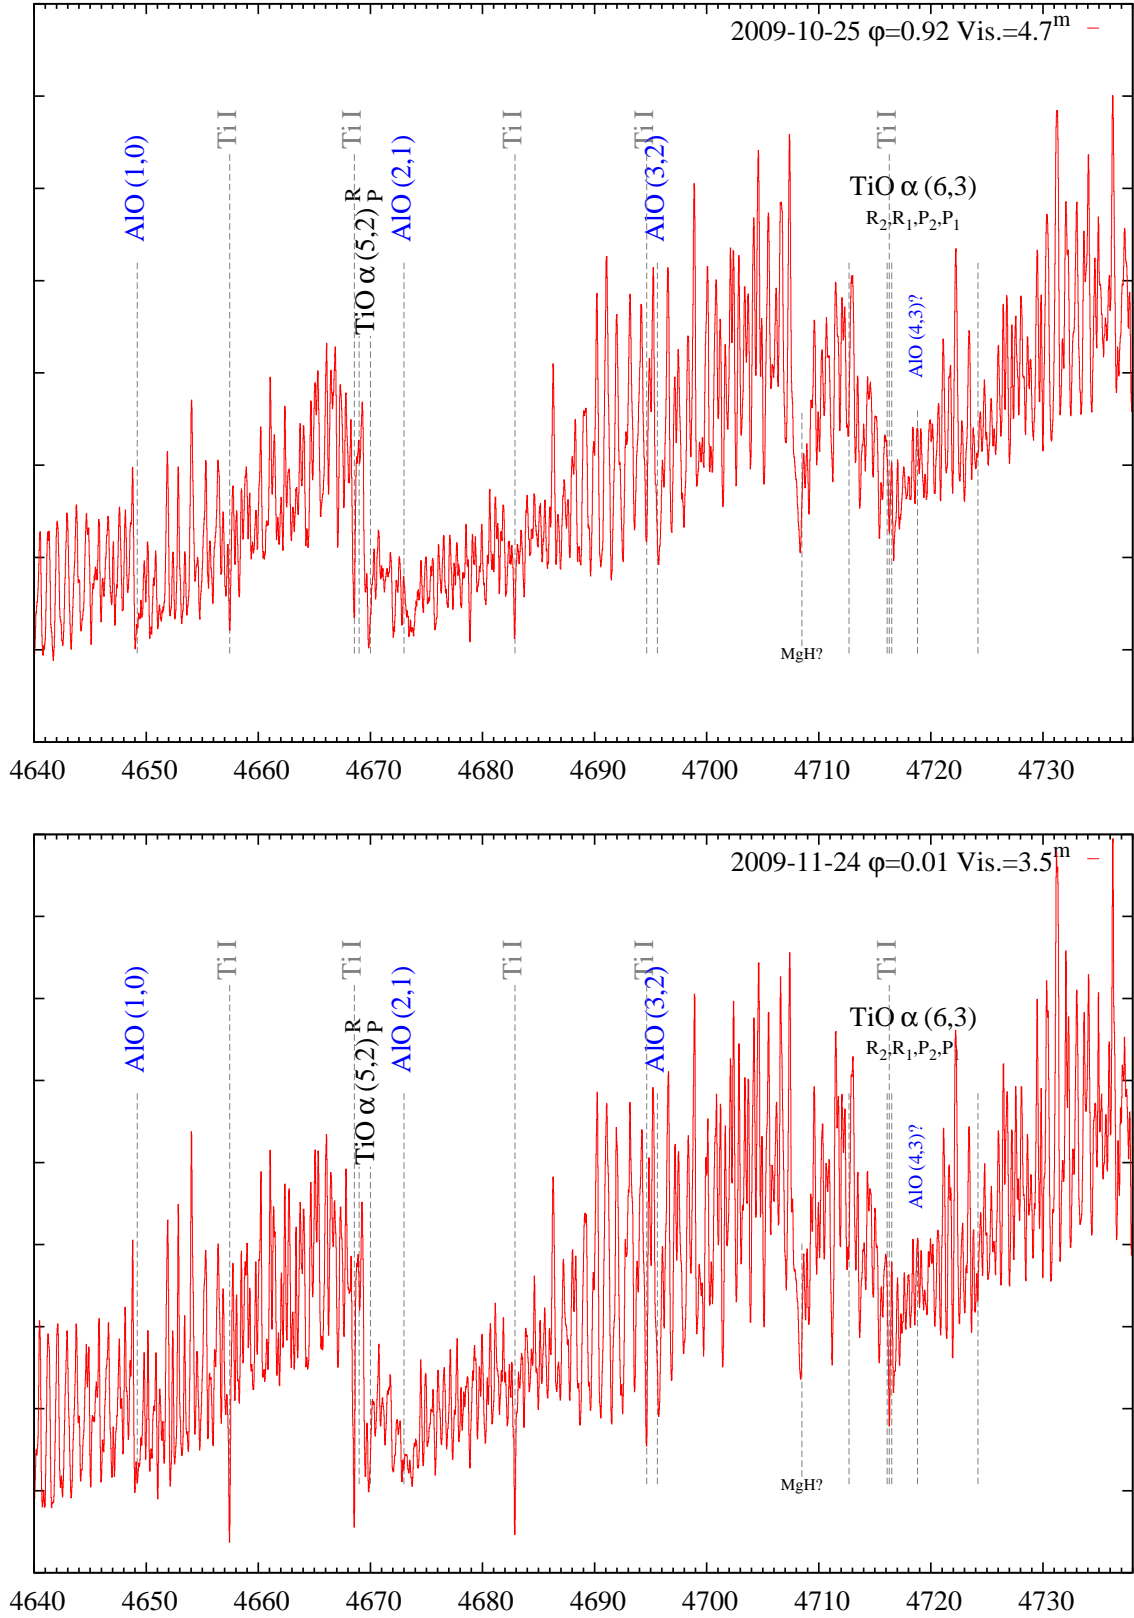 2009-10-25 φ=0.92 Vis.=4.7ᵐ
Ti I
Ti I
Ti I
Ti I
Ti I
AlO (1,0)
TiO α (5,2) R P
AlO (2,1)
AlO (3,2)
TiO α (6,3)
R₂,R₁,P₂,P₁
AlO (4,3)?
MgH?
4640 4650 4660 4670 4680 4690 4700 4710 4720 4730
2009-11-24 φ=0.01 Vis.=3.5ᵐ
Ti I
Ti I
Ti I
Ti I
Ti I
AlO (1,0)
TiO α (5,2) R P
AlO (2,1)
AlO (3,2)
TiO α (6,3)
R₂,R₁,P₂,P₁
AlO (4,3)?
MgH?
4640 4650 4660 4670 4680 4690 4700 4710 4720 4730